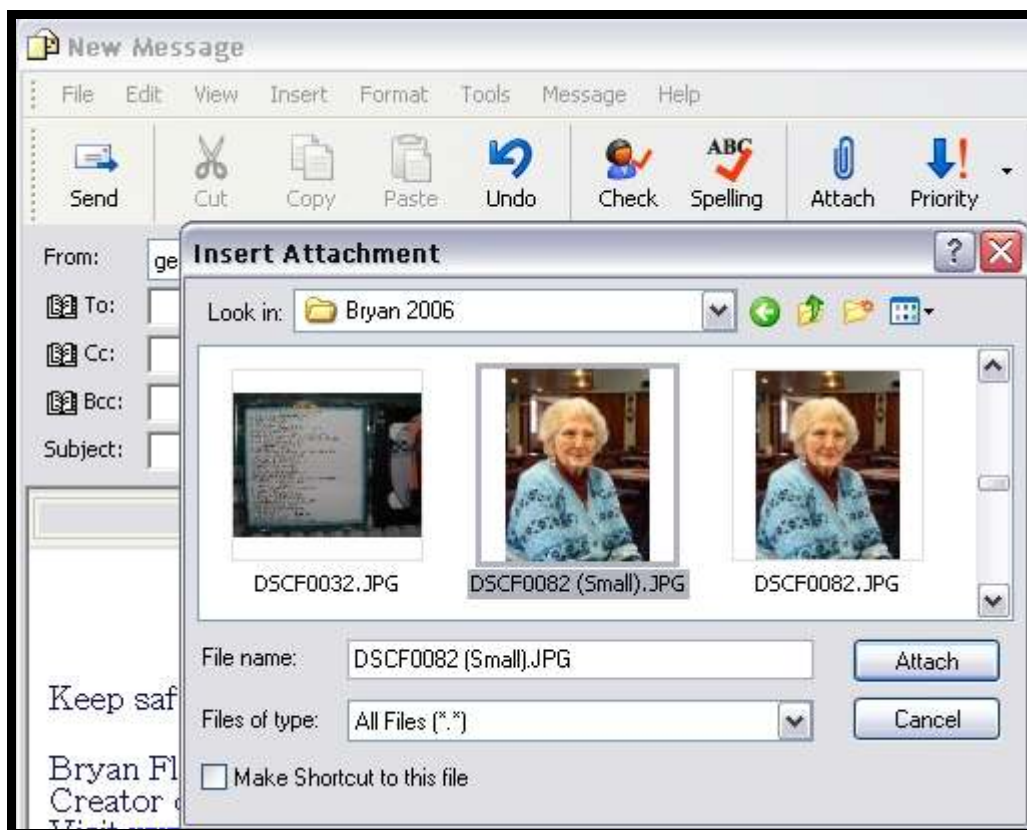 New Message
File Edit View Insert Format Tools Message Help
ABC
Send Cut Copy Paste Undo Check Spelling Attach Priority
From: ge
To:
Cc:
Bcc:
Subject:
Insert Attachment
Look in: Bryan 2006
DSCF0032.JPG DSCF0082 (Small).JPG DSCF0082.JPG
File name: DSCF0082 (Small).JPG Attach
Files of type: All Files (*.*) Cancel
Make Shortcut to this file
Keep saf
Bryan Fl
Creator
Visit